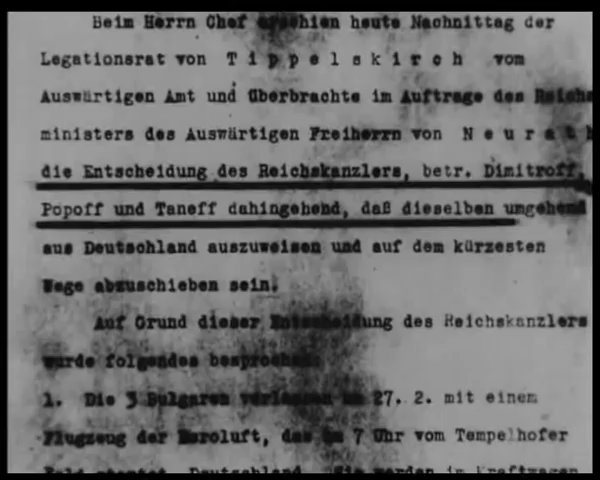 Beim Herrn Chef erschien heute Nachmittag der
Legationsrat von T i p p e l s k i r c h vom
Auswärtigen Amt und überbrachte im Auftrage des Reichs
ministers des Auswärtigen Freiherrn von N e u r a t h
die Entscheidung des Reichskanzlers, betr. Dimitroff,
Popoff und Taneff dahingehend, daß dieselben umgehend
aus Deutschland auszuweisen und auf dem kürzesten
Wege abzuschieben sein.
Auf Grund dieser Entscheidung des Reichskanzlers
wurde folgendes besprochen:
1. Die 3 Bulgaren verlassen am 27. 2. mit einem
Flugzeug der Deroluft, das um 7 Uhr vom Tempelhofer
Feld startet, Deutschland. Sie werden im Kraftwagen